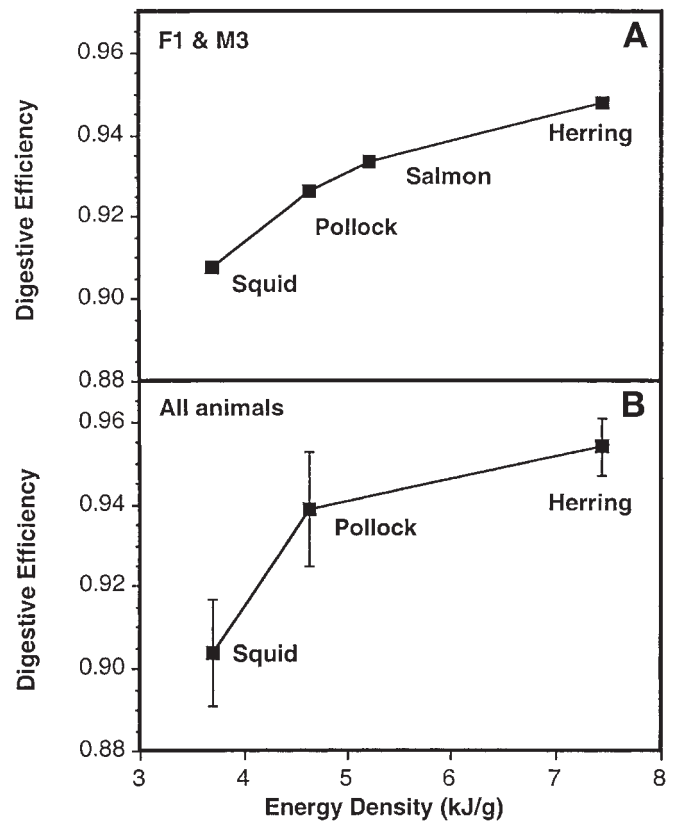 F1 & M3
A
0.96
0.94
0.92
0.90
0.88
Digestive Efficiency
Herring
Salmon
Pollock
Squid
All animals
B
0.96
0.94
0.92
0.90
0.88
Digestive Efficiency
Herring
Pollock
Squid
3 4 5 6 7 8
Energy Density (kJ/g)